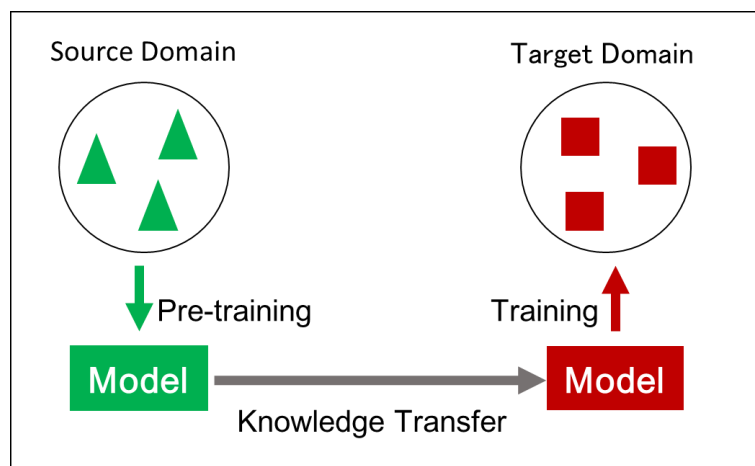 Source Domain
Target Domain
Pre-training
Training
Model
Model
Knowledge Transfer